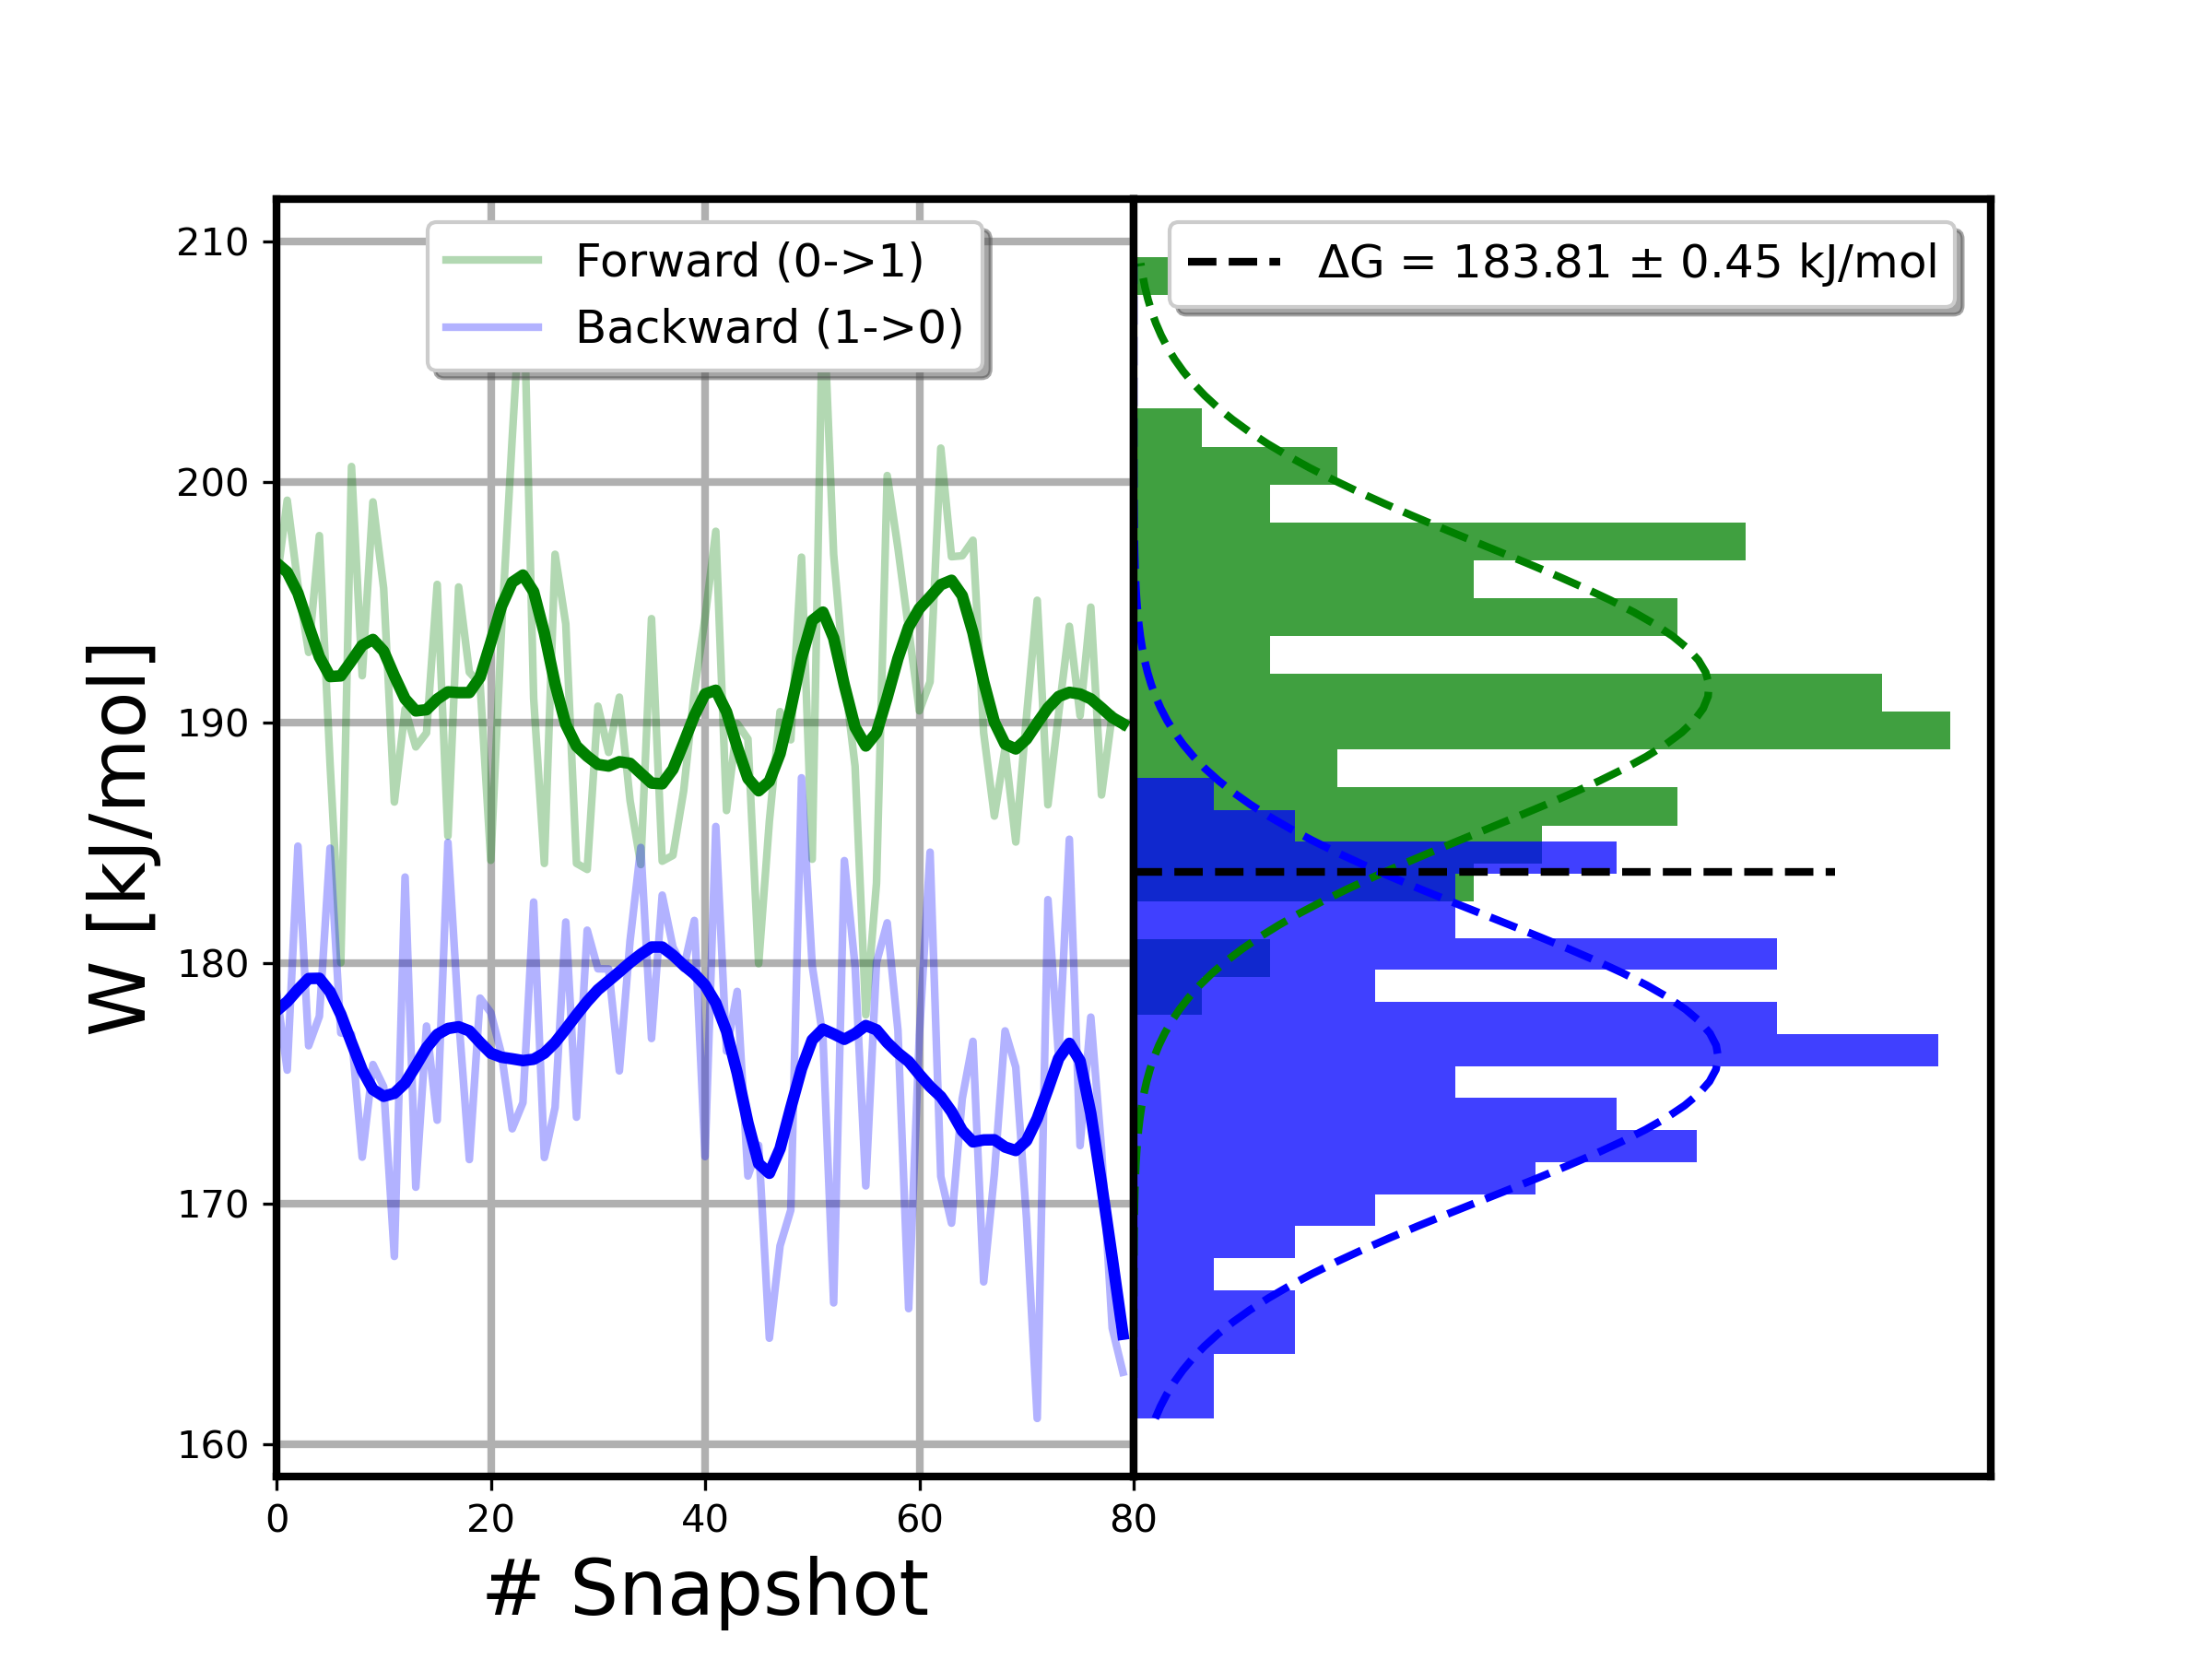 Forward (0->1)
Backward (1->0)
ΔG = 183.81 ± 0.45 kJ/mol
W [kJ/mol]
210
200
190
180
170
160
0 20 40 60 80
# Snapshot